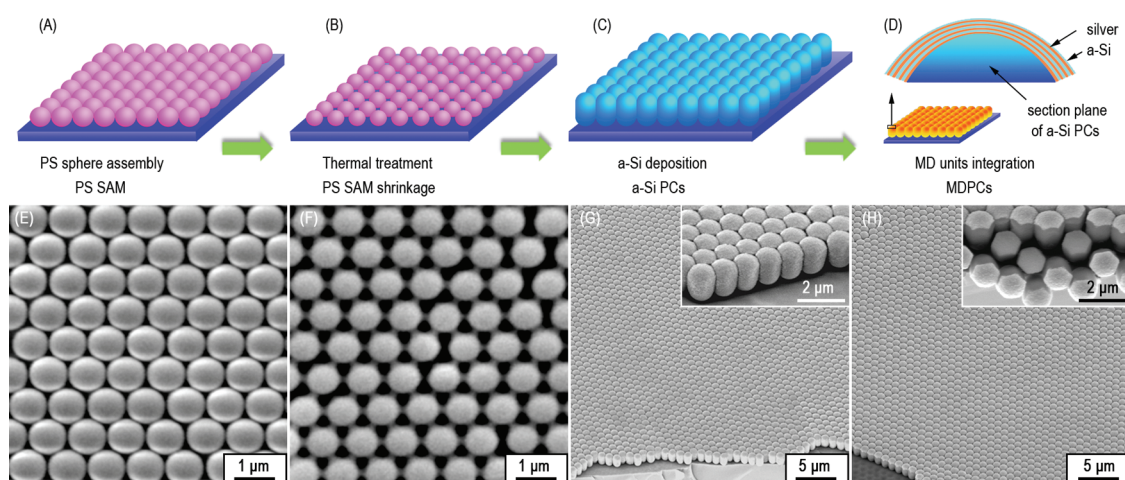 (A)
(B)
(C)
(D)
silver
a-Si
section plane
of a-Si PCs
PS sphere assembly
PS SAM
Thermal treatment
PS SAM shrinkage
a-Si deposition
a-Si PCs
MD units integration
MDPCs
(E)
1 μm
(F)
1 μm
(G)
2 μm
5 μm
(H)
2 μm
5 μm